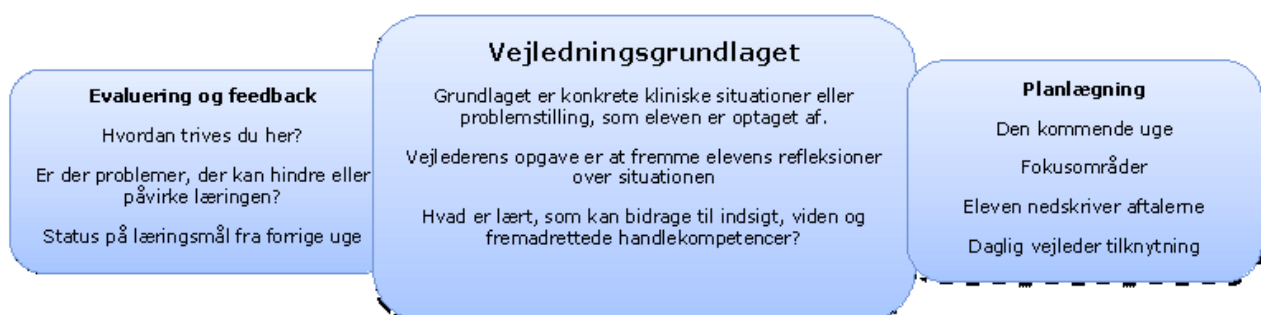 Evaluering og feedback
Hvordan trives du her?
Er der problemer, der kan hindre eller
påvirke læringen?
Status på læringsmål fra forrige uge
Vejledningsgrundlaget
Grundlaget er konkrete kliniske situationer eller
problemstilling, som eleven er optaget af.
Vejlederens opgave er at fremme elevens refleksioner
over situationen
Hvad er lært, som kan bidrage til indsigt, viden og
fremadrettede handlekompetencer?
Planlægning
Den kommende uge
Fokusområder
Eleven nedskriver aftalerne
Daglig vejleder tilknytning